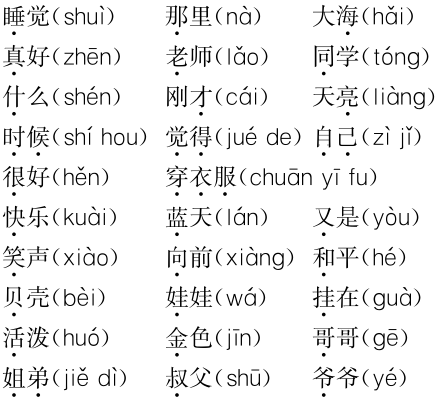 睡觉(shuì) 那里(nà) 大海(hǎi)
真好(zhēn) 老师(lǎo) 同学(tóng)
什么(shén) 刚才(cái) 天亮(liàng)
时候(shí hou) 觉得(jué de) 自己(zì jǐ)
很好(hěn) 穿衣服(chuān yī fu)
快乐(kuài) 蓝天(lán) 又是(yòu)
笑声(xiào) 向前(xiàng) 和平(hé)
贝壳(bèi) 娃娃(wá) 挂在(guà)
活泼(huó) 金色(jīn) 哥哥(gē)
姐弟(jiě dì) 叔父(shū) 爷爷(yé)